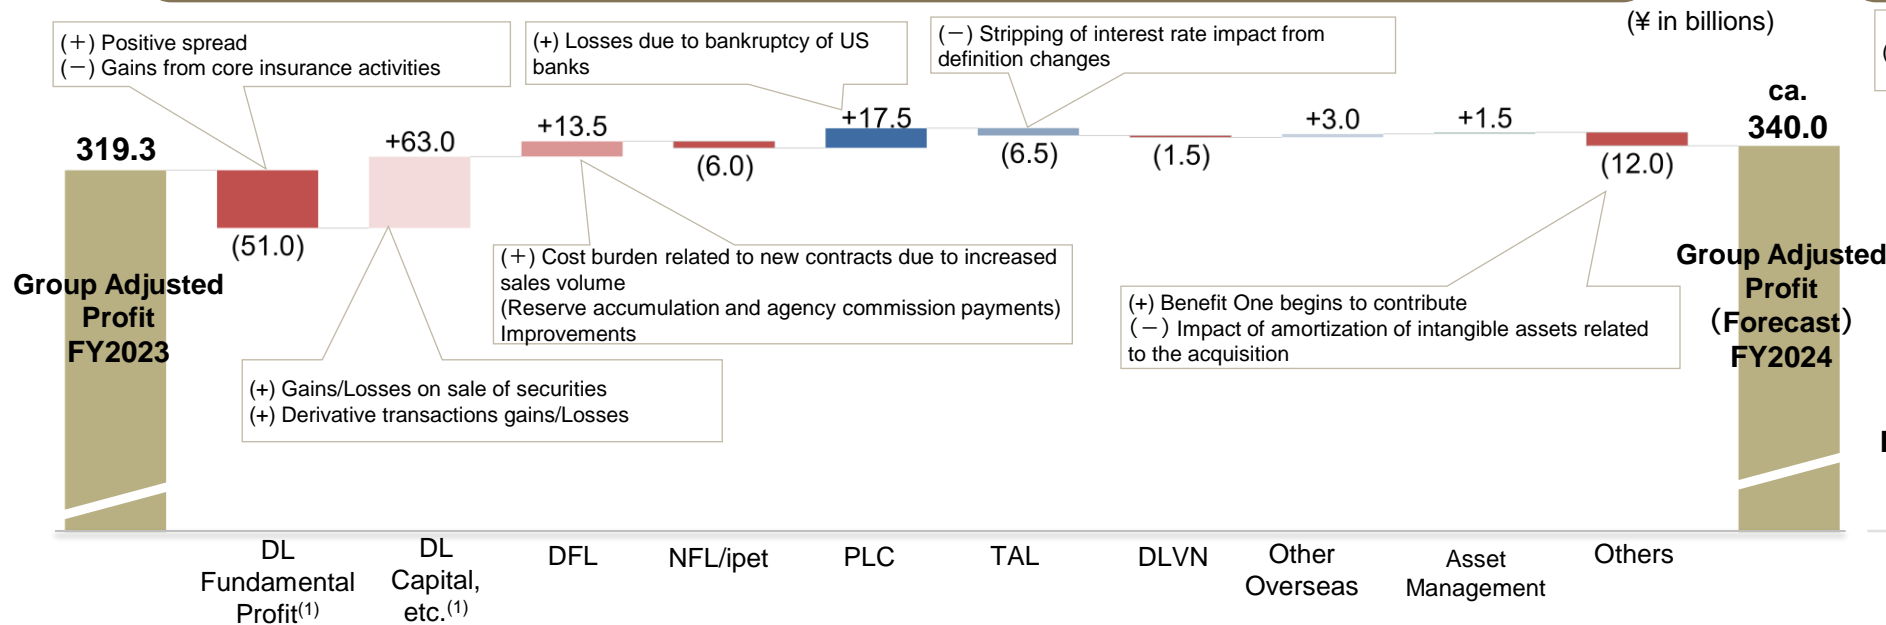 (¥ in billions)
(＋) Positive spread
(－) Gains from core insurance activities
(+) Losses due to bankruptcy of US
banks
(－) Stripping of interest rate impact from
definition changes
319.3
(51.0)
+63.0
+13.5
(6.0)
+17.5
(6.5)
(1.5)
+3.0
+1.5
(12.0)
ca.
340.0
Group Adjusted
Profit
FY2023
(＋) Cost burden related to new contracts due to increased
sales volume
(Reserve accumulation and agency commission payments)
Improvements
(+) Gains/Losses on sale of securities
(+) Derivative transactions gains/Losses
(+) Benefit One begins to contribute
(－) Impact of amortization of intangible assets related
to the acquisition
Group Adjusted
Profit
（Forecast）
FY2024
DL
Fundamental
Profit(1)
DL
Capital,
etc.(1)
DFL
NFL/ipet
PLC
TAL
DLVN
Other
Overseas
Asset
Management
Others